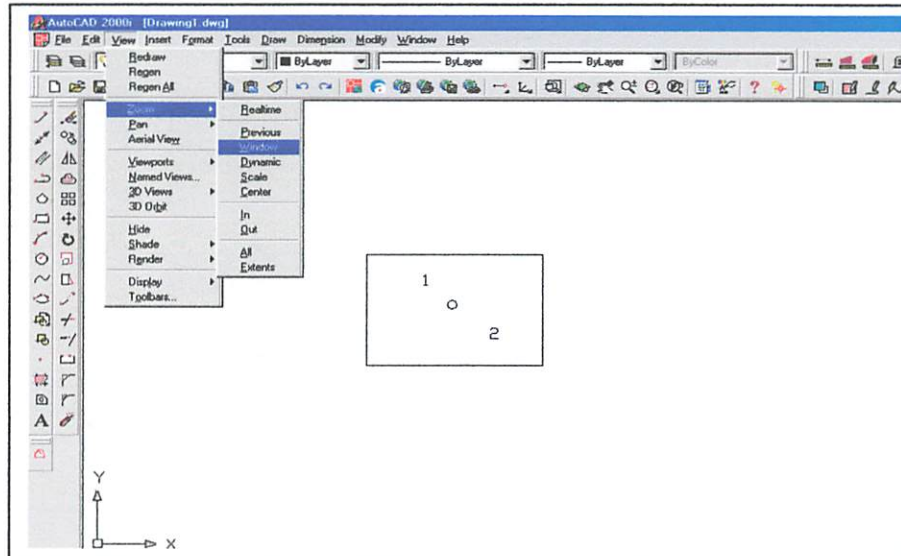 AutoCAD 2000i - [Drawing1.dwg]
File Edit View Insert Format Tools Draw Dimension Modify Window Help
Redraw
Regen
Regen All
Zoom
Pan
Aerial View
Viewports
Named Views...
3D Views
3D Orbit
Hide
Shade
Render
Display
Toolbars...
Realtime
Previous
Window
Dynamic
Scale
Center
In
Out
All
Extents
ByLayer ByLayer ByLayer ByColor
A
1
2
Y
X